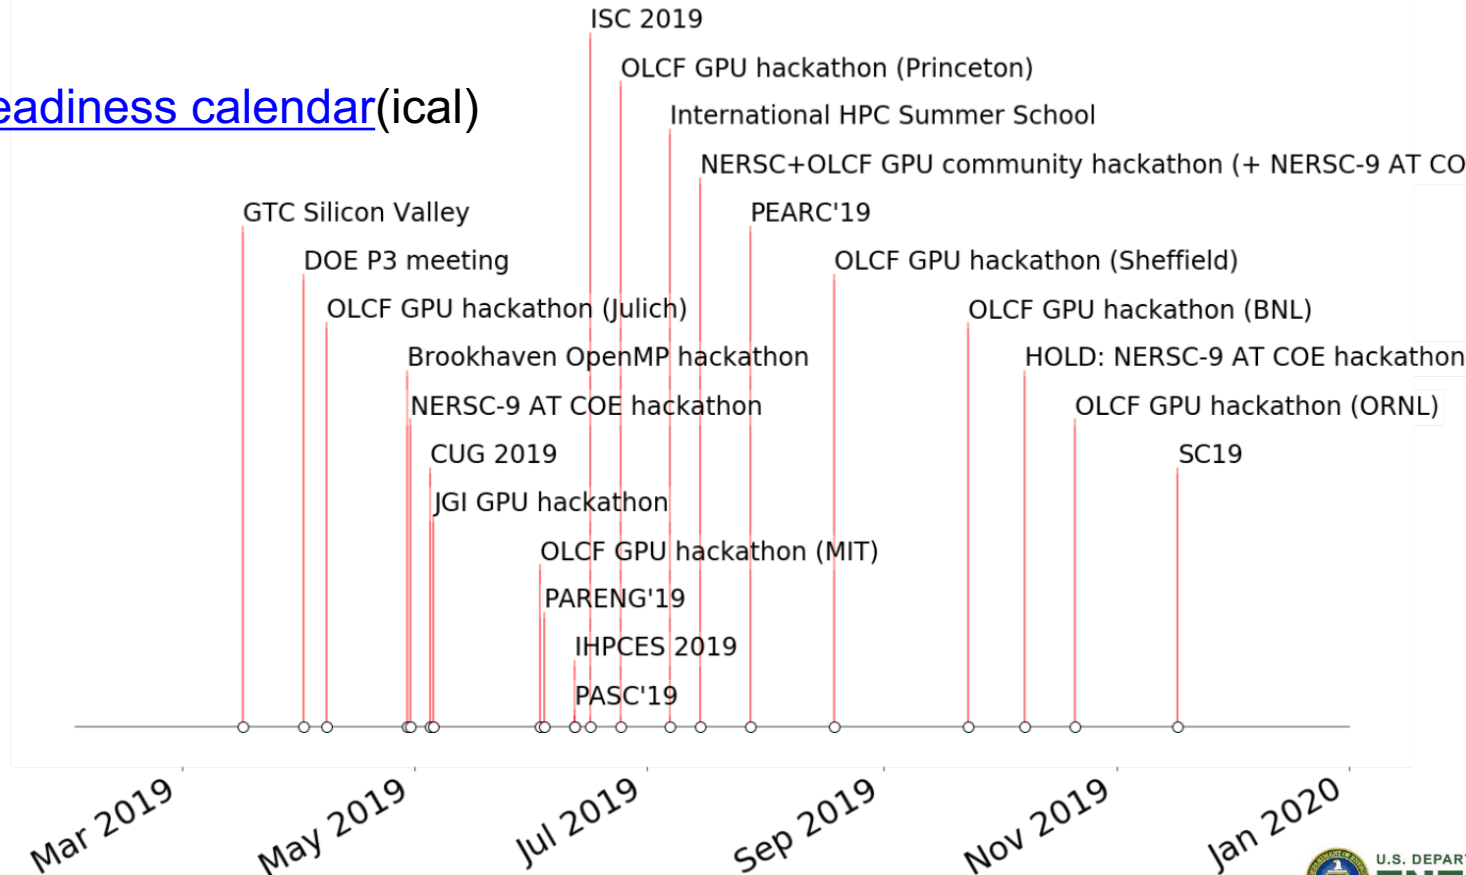 ISC 2019
OLCF GPU hackathon (Princeton)
eadiness calendar(ical)
International HPC Summer School
NERSC+OLCF GPU community hackathon (+ NERSC-9 AT CO
GTC Silicon Valley
PEARC'19
DOE P3 meeting
OLCF GPU hackathon (Sheffield)
OLCF GPU hackathon (Julich)
OLCF GPU hackathon (BNL)
Brookhaven OpenMP hackathon
HOLD: NERSC-9 AT COE hackathon
NERSC-9 AT COE hackathon
OLCF GPU hackathon (ORNL)
CUG 2019
SC19
JGI GPU hackathon
OLCF GPU hackathon (MIT)
PARENG'19
IHPCES 2019
PASC'19
Mar 2019
May 2019
Jul 2019
Sep 2019
Nov 2019
Jan 2020
U.S. DEPAR